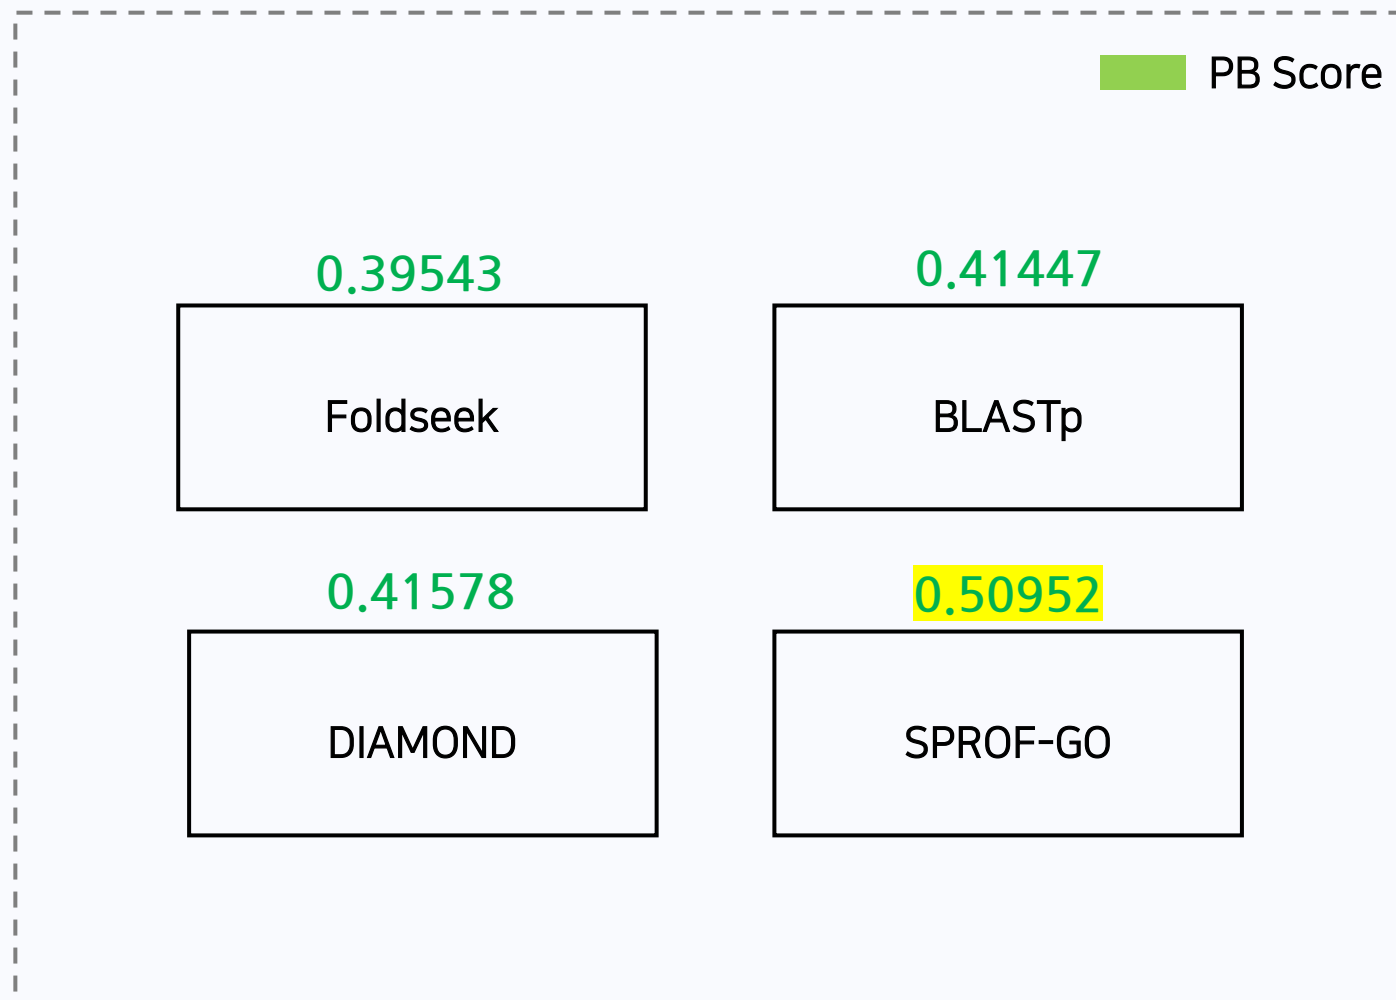 PB Score
0.39543
0.41447
Foldseek
BLASTp
0.41578
0.50952
DIAMOND
SPROF-GO